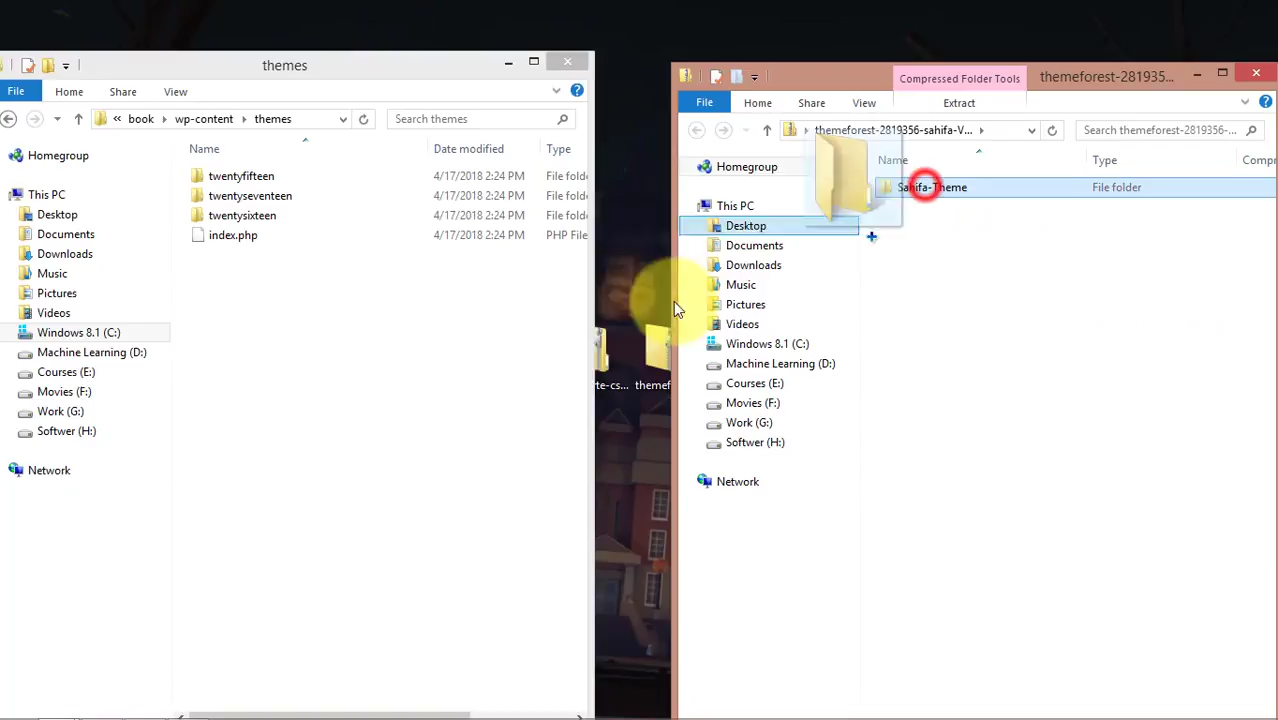 themes
File
Home
Share
View
book
wp-content
themes
Search themes
Name
Date modified
Type
Homegroup
This PC
Desktop
Documents
Downloads
Music
Pictures
Videos
Windows 8.1 (C:)
Machine Learning (D:)
Courses (E:)
Movies (F:)
Work (G:)
Softwer (H:)
Network
twentyfifteen 4/17/2018 2:24 PM File folde
twentyseventeen 4/17/2018 2:24 PM File folde
twentysixteen 4/17/2018 2:24 PM File folde
index.php 4/17/2018 2:24 PM PHP File
te-cs...
themef
Compressed Folder Tools
themeforest-281935...
File
Home
Share
View
Extract
themeforest-2819356-sahifa-V...
Search themeforest-2819356-...
Name
Type
Compr
Homegroup
This PC
Desktop
Documents
Downloads
Music
Pictures
Videos
Windows 8.1 (C:)
Machine Learning (D:)
Courses (E:)
Movies (F:)
Work (G:)
Softwer (H:)
Network
Sahifa-Theme File folder